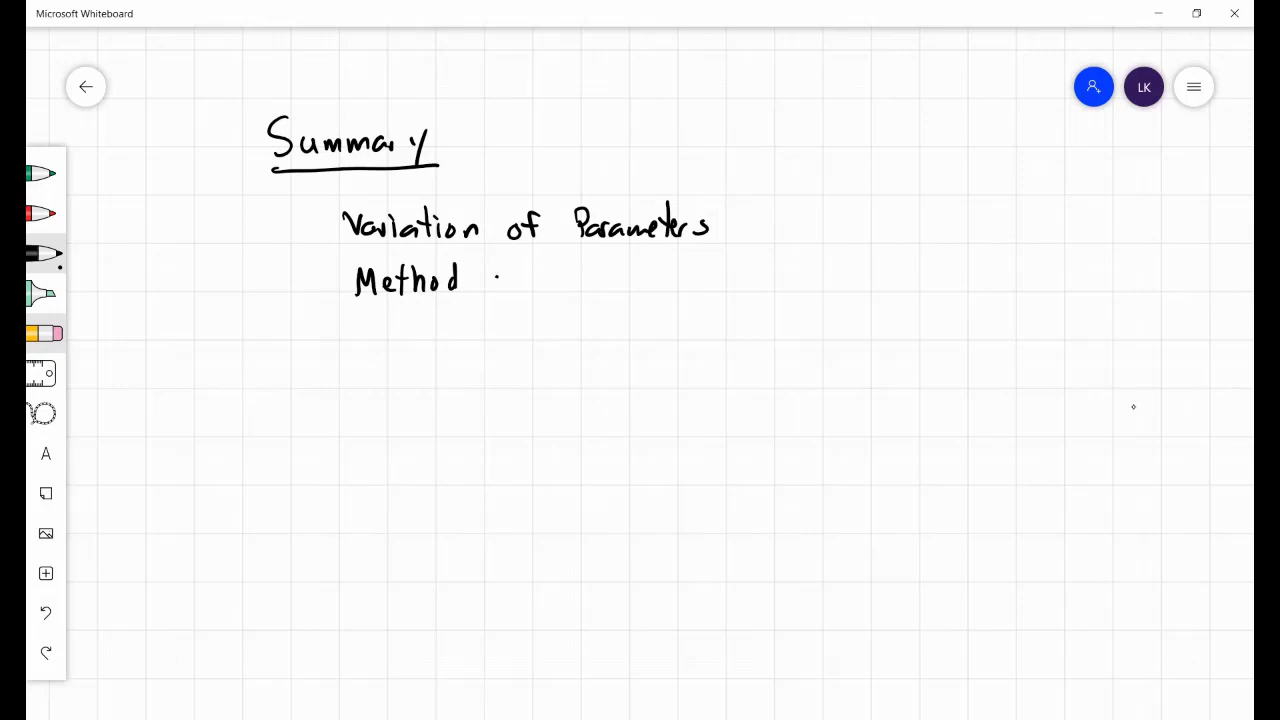 Microsoft Whiteboard
LK
Summary
Variation of Parameters
Method
A